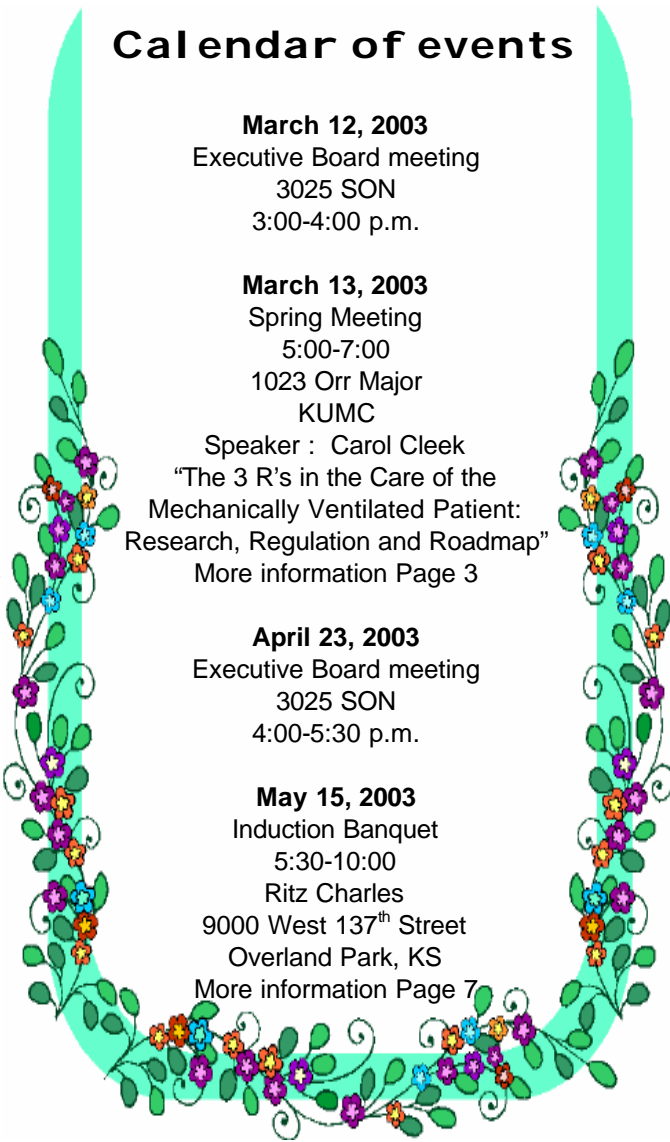 Calendar of events
March 12, 2003
Executive Board meeting
3025 SON
3:00-4:00 p.m.
March 13, 2003
Spring Meeting
5:00-7:00
1023 Orr Major
KUMC
Speaker : Carol Cleek
“The 3 R’s in the Care of the
Mechanically Ventilated Patient:
Research, Regulation and Roadmap”
More information Page 3
April 23, 2003
Executive Board meeting
3025 SON
4:00-5:30 p.m.
May 15, 2003
Induction Banquet
5:30-10:00
Ritz Charles
9000 West 137th Street
Overland Park, KS
More information Page 7